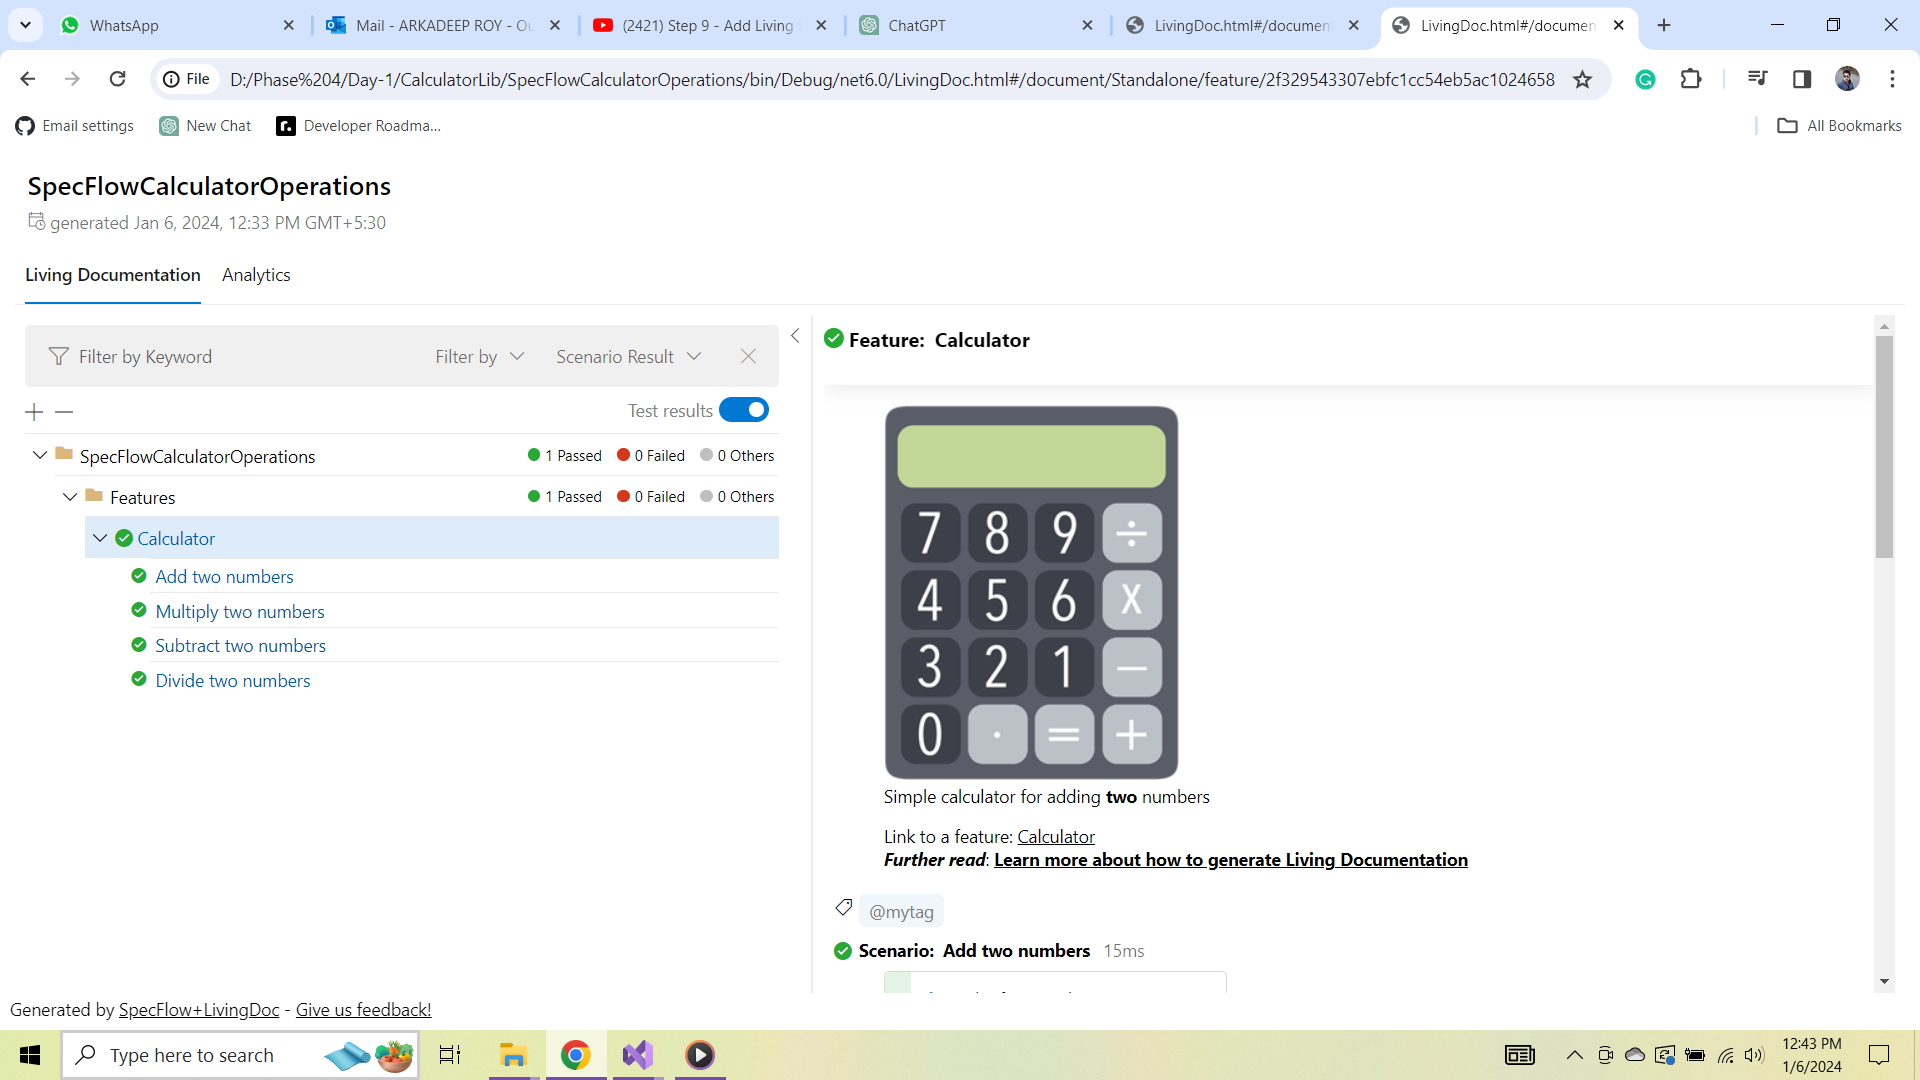 WhatsApp
Mail - ARKADEEP ROY - Ou
(2421) Step 9 - Add Living
ChatGPT
LivingDoc.html#/documen
LivingDoc.html#/documen
File
D:/Phase%204/Day-1/CalculatorLib/SpecFlowCalculatorOperations/bin/Debug/net6.0/LivingDoc.html#/document/Standalone/feature/2f329543307ebfc1cc54eb5ac1024658
Email settings
New Chat
Developer Roadma...
All Bookmarks
SpecFlowCalculatorOperations
generated Jan 6, 2024, 12:33 PM GMT+5:30
Living Documentation
Analytics
Filter by Keyword
Filter by
Scenario Result
Test results
SpecFlowCalculatorOperations
1 Passed
0 Failed
0 Others
Features
1 Passed
0 Failed
0 Others
Calculator
Add two numbers
Multiply two numbers
Subtract two numbers
Divide two numbers
Feature: Calculator
7 8 9 ÷
4 5 6 X
3 2 1 −
0 . = +
Simple calculator for adding two numbers
Link to a feature: Calculator
Further read: Learn more about how to generate Living Documentation
@mytag
Scenario: Add two numbers 15ms
Generated by SpecFlow+LivingDoc - Give us feedback!
Type here to search
12:43 PM
1/6/2024